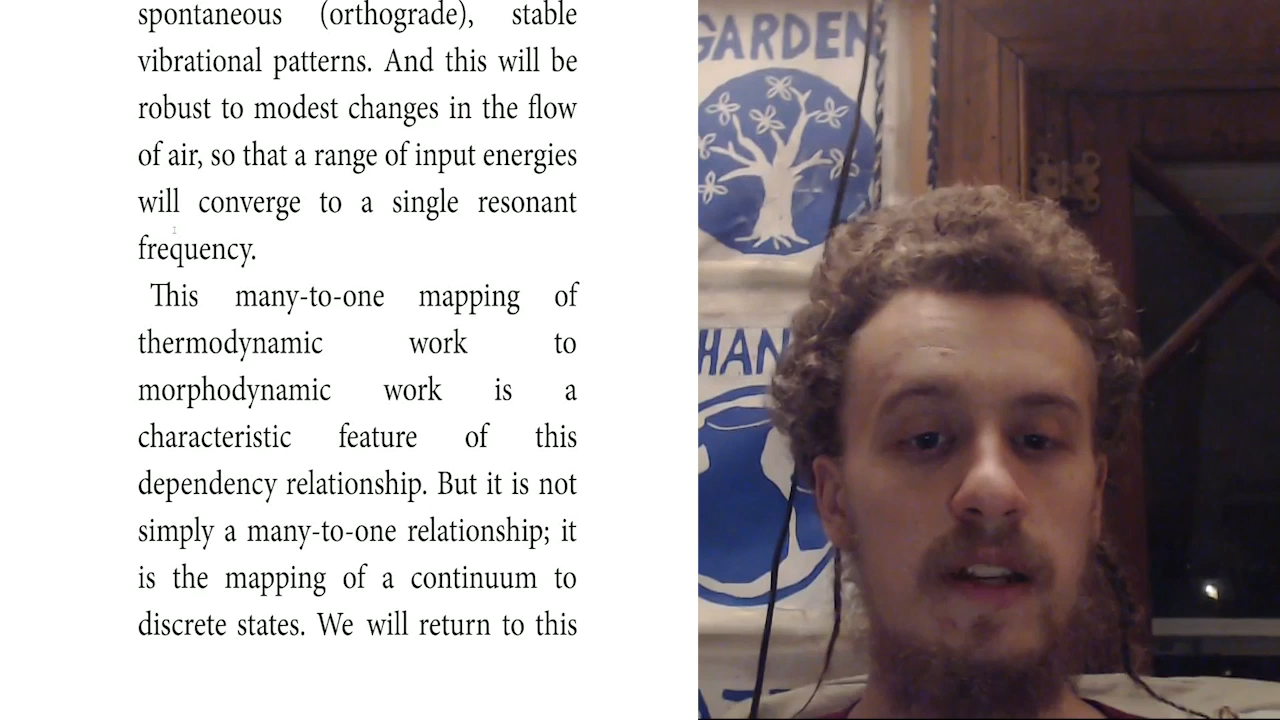 spontaneous (orthograde), stable
vibrational patterns. And this will be
robust to modest changes in the flow
of air, so that a range of input energies
will converge to a single resonant
frequency.
This many-to-one mapping of
thermodynamic work to
morphodynamic work is a
characteristic feature of this
dependency relationship. But it is not
simply a many-to-one relationship; it
is the mapping of a continuum to
discrete states. We will return to this
GARDEN